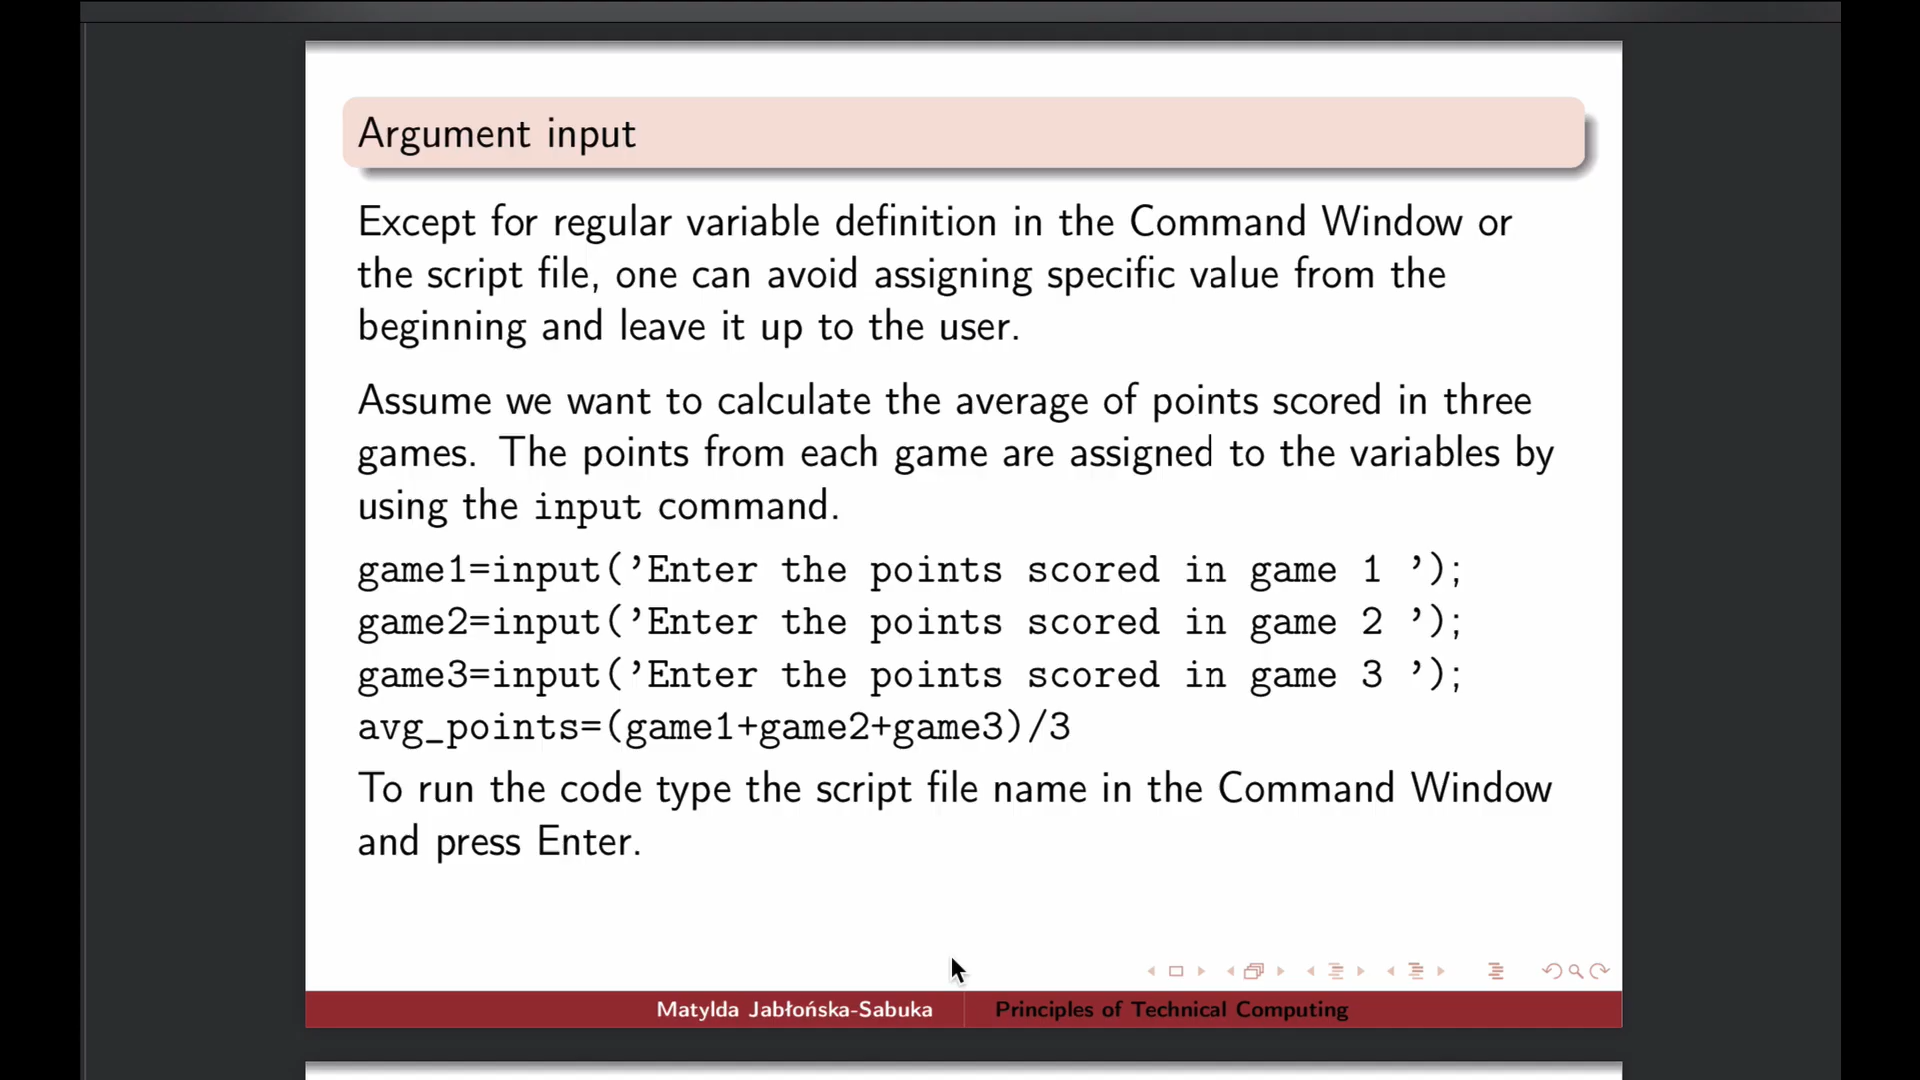 Argument input
Except for regular variable definition in the Command Window or
the script file, one can avoid assigning specific value from the
beginning and leave it up to the user.
Assume we want to calculate the average of points scored in three
games. The points from each game are assigned to the variables by
using the input command.
game1=input(’Enter the points scored in game 1 ’);
game2=input(’Enter the points scored in game 2 ’);
game3=input(’Enter the points scored in game 3 ’);
avg_points=(game1+game2+game3)/3
To run the code type the script file name in the Command Window
and press Enter.
Matylda Jabłońska-Sabuka Principles of Technical Computing